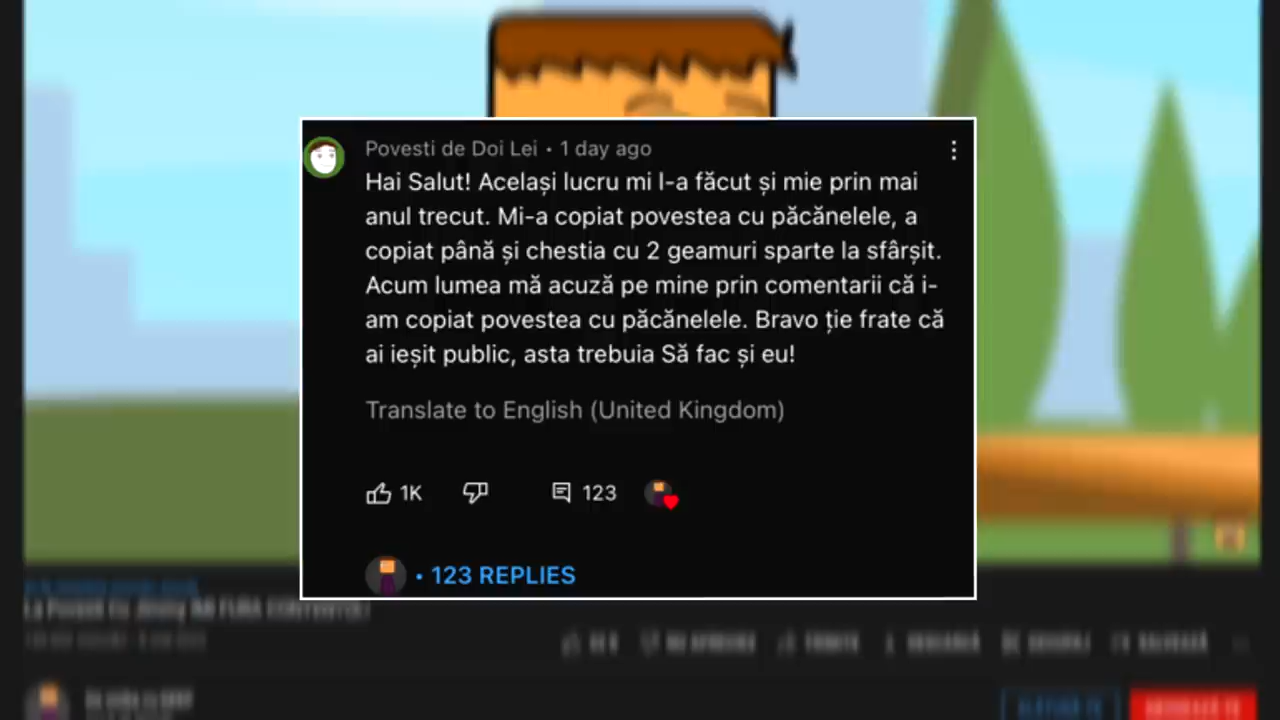 Povesti de Doi Lei • 1 day ago
Hai Salut! Același lucru mi l-a făcut și mie prin mai
anul trecut. Mi-a copiat povestea cu păcănelele, a
copiat până și chestia cu 2 geamuri sparte la sfârșit.
Acum lumea mă acuză pe mine prin comentarii că i-
am copiat povestea cu păcănelele. Bravo ție frate că
ai ieșit public, asta trebuia Să fac și eu!
Translate to English (United Kingdom)
1K 123
• 123 REPLIES